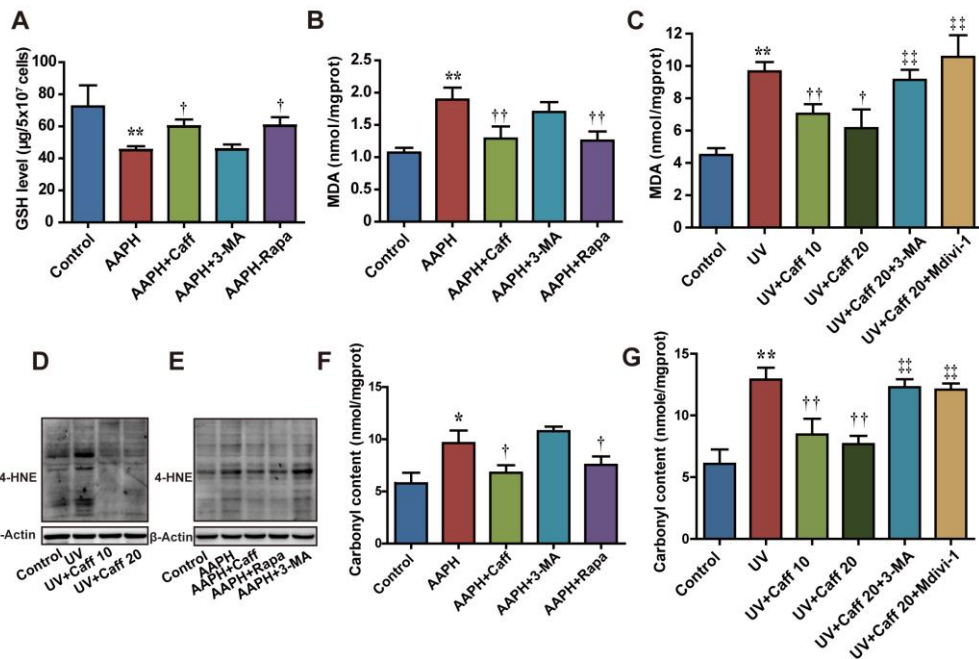 A
GSH level (µg/5x10⁷ cells)
100
80
60
40
20
0
**
†
†
Control
AAPH
AAPH+Caff
AAPH+3-MA
AAPH+Rapa
B
MDA (nmol/mgprot)
2.5
2.0
1.5
1.0
0.5
0.0
**
††
††
Control
AAPH
AAPH+Caff
AAPH+3-MA
AAPH+Rapa
C
MDA (nmol/mgprot)
12
10
8
6
4
2
0
**
††
†
‡‡
‡‡
Control
UV
UV+Caff 10
UV+Caff 20
UV+Caff 20+3-MA
UV+Caff 20+Mdivi-1
D
4-HNE
-Actin
Control
UV
UV+Caff 10
UV+Caff 20
E
4-HNE
β-Actin
Control
AAPH
AAPH+Caff
AAPH+Rapa
AAPH+3-MA
F
Carbonyl content (nmol/mgprot)
15
10
5
0
*
†
†
Control
AAPH
AAPH+Caff
AAPH+3-MA
AAPH+Rapa
G
Carbonyl content (nmole/mgprot)
15
10
5
0
**
††
††
‡‡
‡‡
Control
UV
UV+Caff 10
UV+Caff 20
UV+Caff 20+3-MA
UV+Caff 20+Mdivi-1